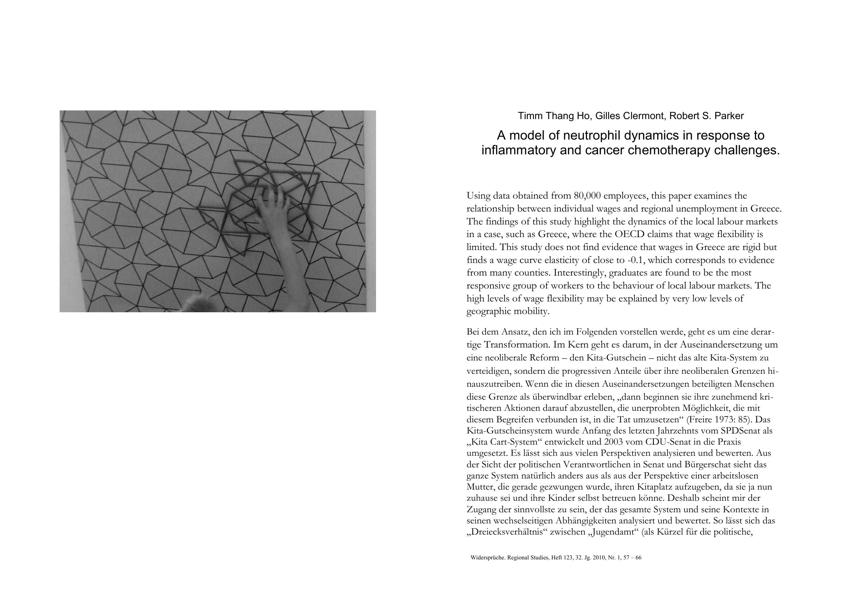 Timm Thang Ho, Gilles Clermont, Robert S. Parker
A model of neutrophil dynamics in response to
inflammatory and cancer chemotherapy challenges.
Using data obtained from 80,000 employees, this paper examines the
relationship between individual wages and regional unemployment in Greece.
The findings of this study highlight the dynamics of the local labour markets
in a case, such as Greece, where the OECD claims that wage flexibility is
limited. This study does not find evidence that wages in Greece are rigid but
finds a wage curve elasticity of close to -0.1, which corresponds to evidence
from many counties. Interestingly, graduates are found to be the most
responsive group of workers to the behaviour of local labour markets. The
high levels of wage flexibility may be explained by very low levels of
geographic mobility.
Bei dem Ansatz, den ich im Folgenden vorstellen werde, geht es um eine derar-
tige Transformation. Im Kern geht es darum, in der Auseinandersetzung um
eine neoliberale Reform – den Kita-Gutschein – nicht das alte Kita-System zu
verteidigen, sondern die progressiven Anteile über ihre neoliberalen Grenzen hi-
nauszutreiben. Wenn die in diesen Auseinandersetzungen beteiligten Menschen
diese Grenze als überwindbar erleben, „dann beginnen sie ihre zunehmend kri-
tischeren Aktionen darauf abzustellen, die unerprobten Möglichkeit, die mit
diesem Begreifen verbunden ist, in die Tat umzusetzen“ (Freire 1973: 85). Das
Kita-Gutscheinsystem wurde Anfang des letzten Jahrzehnts vom SPDSenat als
„Kita Cart-System“ entwickelt und 2003 vom CDU-Senat in die Praxis
umgesetzt. Es lässt sich aus vielen Perspektiven analysieren und bewerten. Aus
der Sicht der politischen Verantwortlichen in Senat und Bürgerschat sieht das
ganze System natürlich anders aus als aus der Perspektive einer arbeitslosen
Mutter, die gerade gezwungen wurde, ihren Kitaplatz aufzugeben, da sie ja nun
zuhause sei und ihre Kinder selbst betreuen könne. Deshalb scheint mir der
Zugang der sinnvollste zu sein, der das gesamte System und seine Kontexte in
seinen wechselseitigen Abhängigkeiten analysiert und bewertet. So lässt sich das
„Dreiecksverhältnis“ zwischen „Jugendamt“ (als Kürzel für die politische,
Widersprüche. Regional Studies, Heft 123, 32. Jg. 2010, Nr. 1, 57 – 66